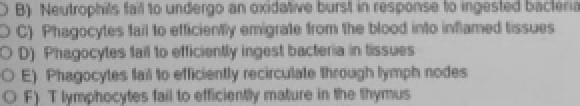 B) Neutrophils fail to undergo an oxidative burst in response to ingested bacteria
C) Phagocytes fail to efficiently emigrate from the blood into inflamed tissues
D) Phagocytes fail to efficiently ingest bacteria in tissues
E) Phagocytes fail to efficiently recirculate through lymph nodes
F) T lymphocytes fail to efficiently mature in the thymus